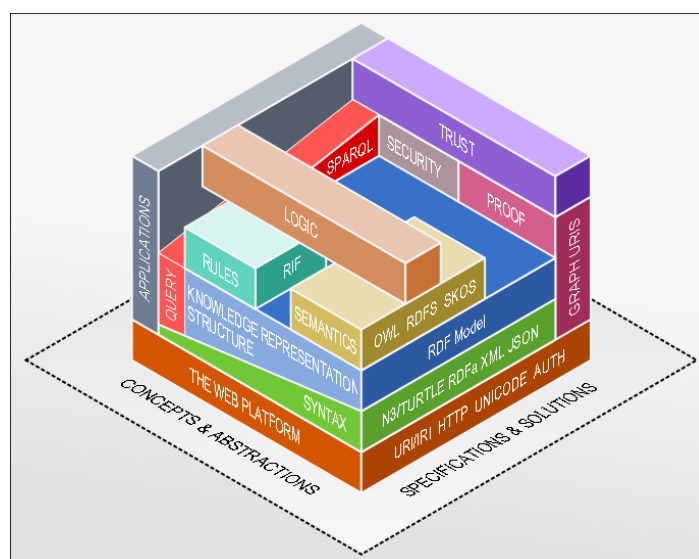 TRUST
SPARQL
SECURITY
PROOF
APPLICATIONS
LOGIC
RULES
RIF
GRAPH URIS
QUERY
KNOWLEDGE REPRESENTATION
STRUCTURE
SEMANTICS
OWL RDFS SKOS
RDF Model
SYNTAX
N3/TURTLE RDFa XML JSON
THE WEB PLATFORM
URI/IRI HTTP UNICODE AUTH
CONCEPTS & ABSTRACTIONS
SPECIFICATIONS & SOLUTIONS